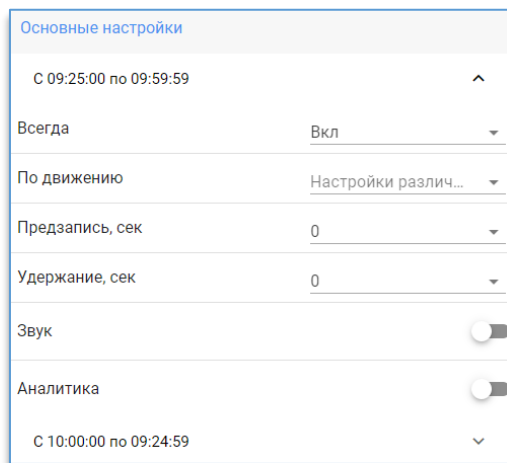 Основные настройки
С 09:25:00 по 09:59:59
Всегда Вкл
По движению Настройки различ...
Предзапись, сек 0
Удержание, сек 0
Звук
Аналитика
С 10:00:00 по 09:24:59